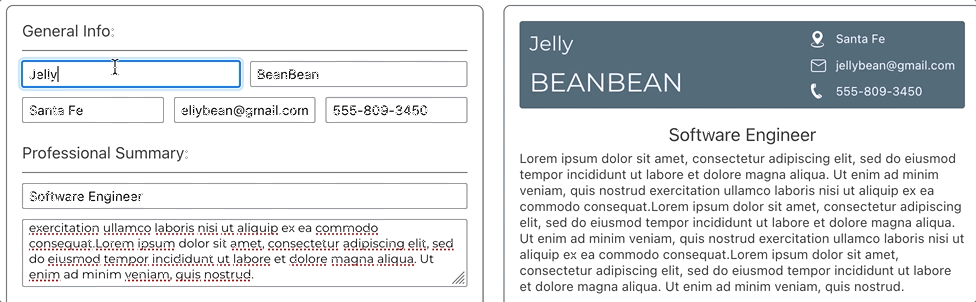 General Info:
Jelly
BeanBean
Santa Fe
ellybean@gmail.com
555-809-3450
Professional Summary:
Software Engineer
exercitation ullamco laboris nisi ut aliquip ex ea commodo
consequat.Lorem ipsum dolor sit amet, consectetur adipiscing elit, sed
do eiusmod tempor incididunt ut labore et dolore magna aliqua. Ut
enim ad minim veniam, quis nostrud.
Jelly
BEANBEAN
Santa Fe
jellybean@gmail.com
555-809-3450
Software Engineer
Lorem ipsum dolor sit amet, consectetur adipiscing elit, sed do eiusmod
tempor incididunt ut labore et dolore magna aliqua. Ut enim ad minim
veniam, quis nostrud exercitation ullamco laboris nisi ut aliquip ex ea
commodo consequat.Lorem ipsum dolor sit amet, consectetur adipiscing
elit, sed do eiusmod tempor incididunt ut labore et dolore magna aliqua.
Ut enim ad minim veniam, quis nostrud exercitation ullamco laboris nisi ut
aliquip ex ea commodo consequat.Lorem ipsum dolor sit amet,
consectetur adipiscing elit, sed do eiusmod tempor incididunt ut labore
et dolore magna aliqua. Ut enim ad minim veniam, quis nostrud.